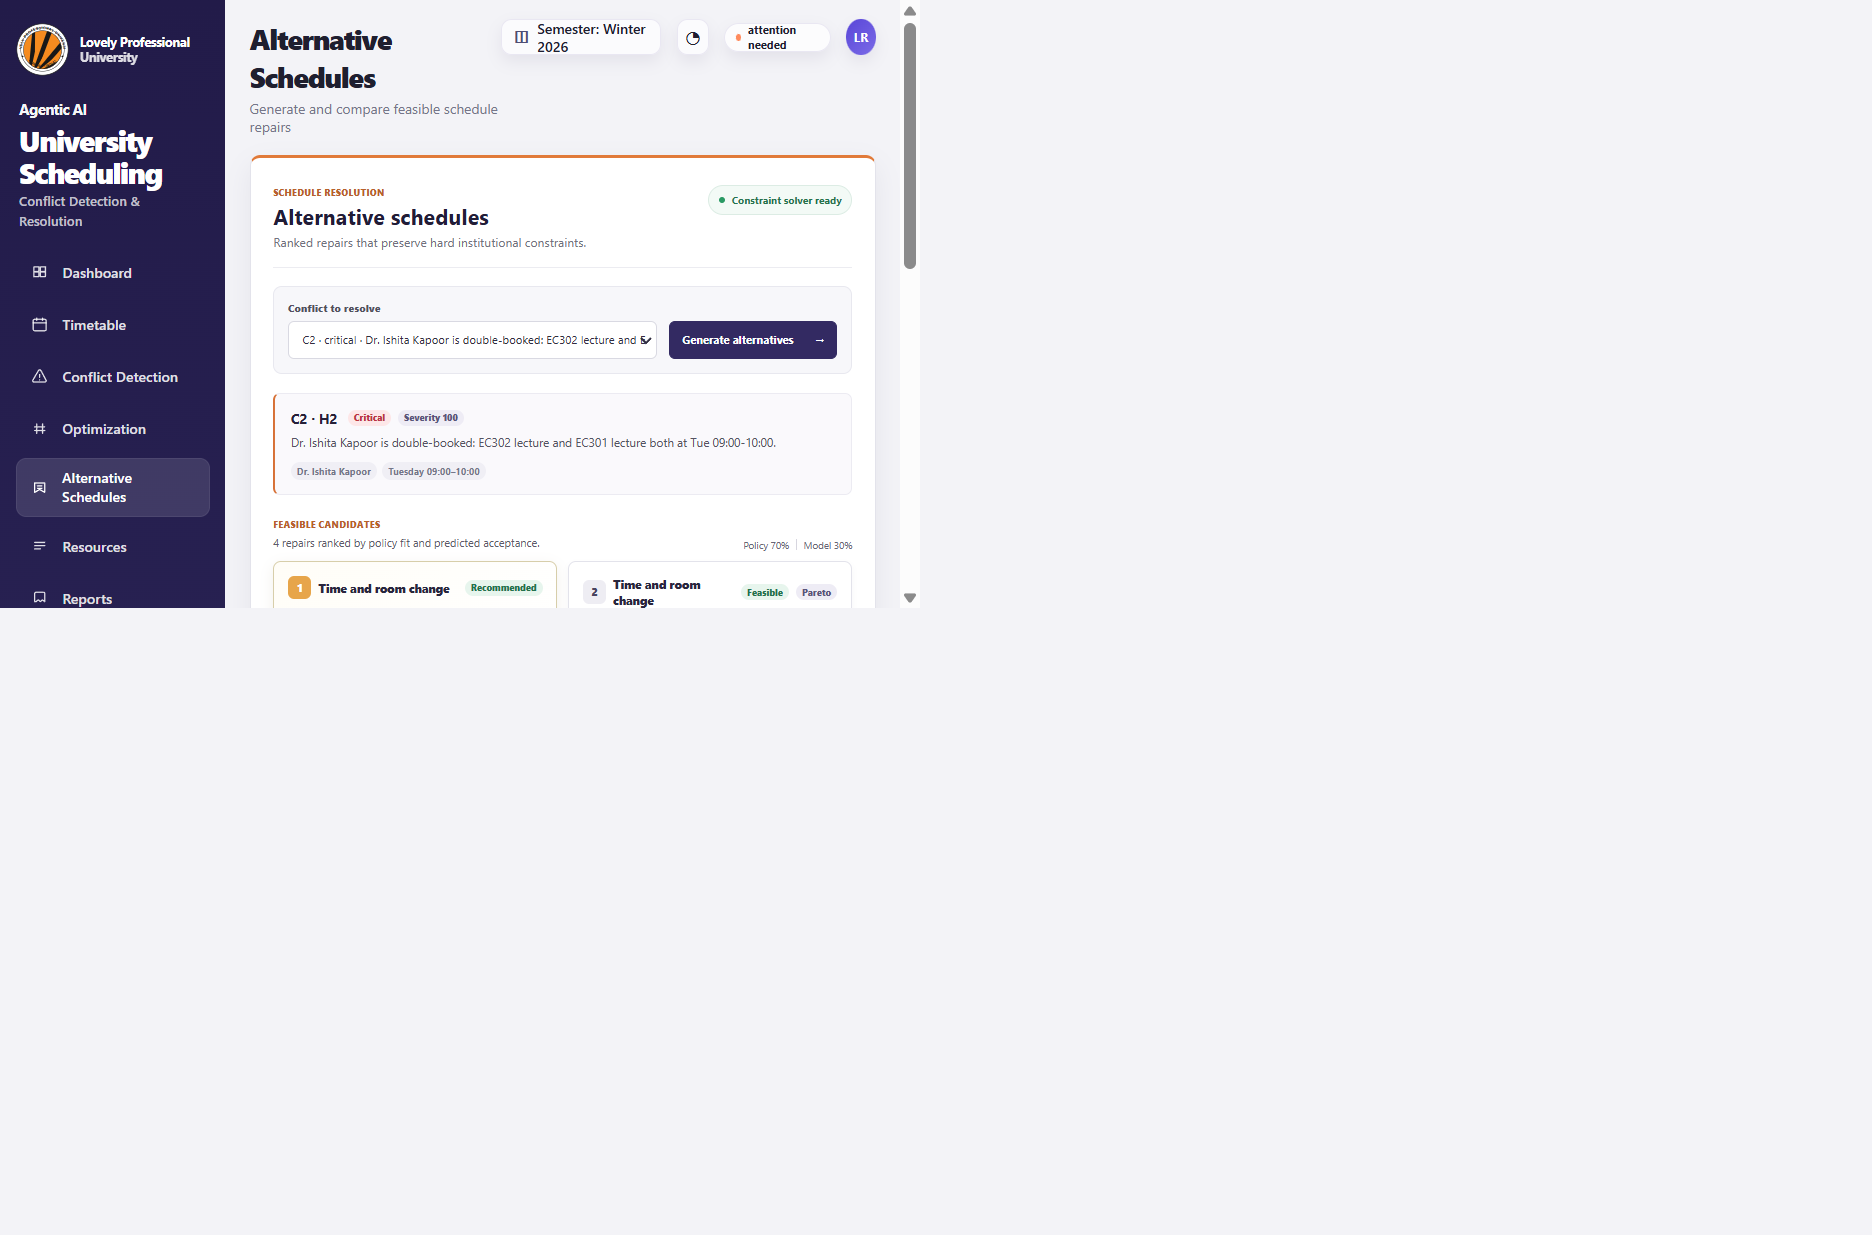 Lovely Professional
University
Agentic AI
University
Scheduling
Conflict Detection &
Resolution
Dashboard
Timetable
Conflict Detection
Optimization
Alternative
Schedules
Resources
Reports
Alternative
Schedules
Generate and compare feasible schedule
repairs
Semester: Winter
2026
attention
needed
LR
SCHEDULE RESOLUTION
Alternative schedules
Ranked repairs that preserve hard institutional constraints.
Constraint solver ready
Conflict to resolve
C2 · critical · Dr. Ishita Kapoor is double-booked: EC302 lecture and
Generate alternatives →
C2 · H2 Critical Severity 100
Dr. Ishita Kapoor is double-booked: EC302 lecture and EC301 lecture both at Tue 09:00-10:00.
Dr. Ishita Kapoor Tuesday 09:00–10:00
FEASIBLE CANDIDATES
4 repairs ranked by policy fit and predicted acceptance.
Policy 70% Model 30%
1 Time and room change Recommended
2 Time and room
change
Feasible Pareto